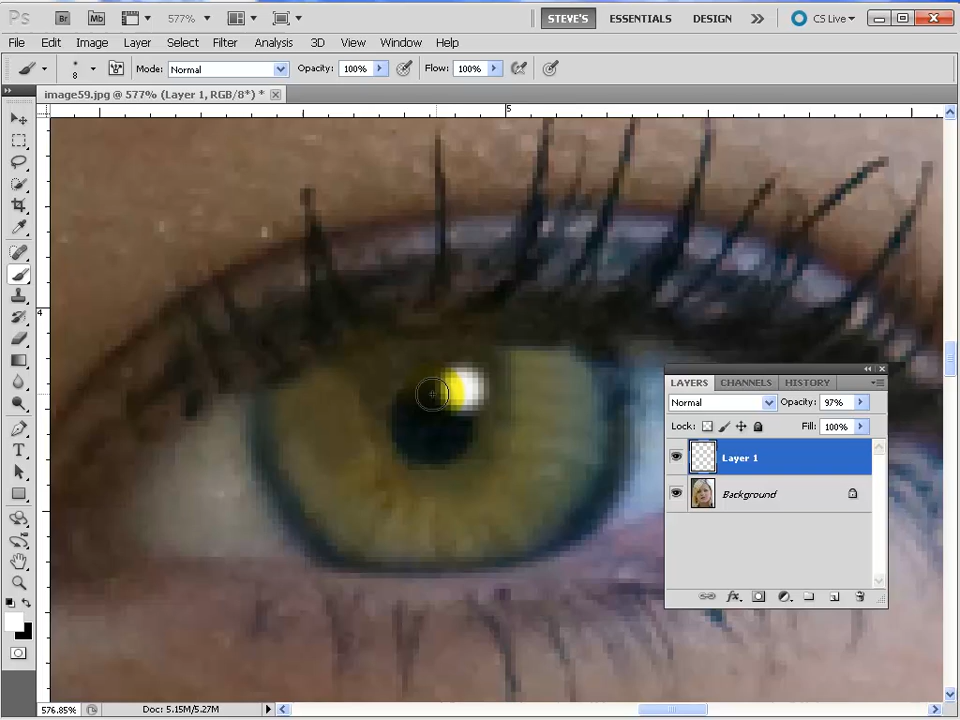 Ps Br Mb 577% STEVE'S ESSENTIALS DESIGN CS Live
File Edit Image Layer Select Filter Analysis 3D View Window Help
8 Mode: Normal Opacity: 100% Flow: 100%
image59.jpg @ 577% (Layer 1, RGB/8*) *
5
4
LAYERS CHANNELS HISTORY
Normal Opacity: 97%
Lock: Fill: 100%
Layer 1
Background
T
fx
576.85% Doc: 5.15M/5.27M